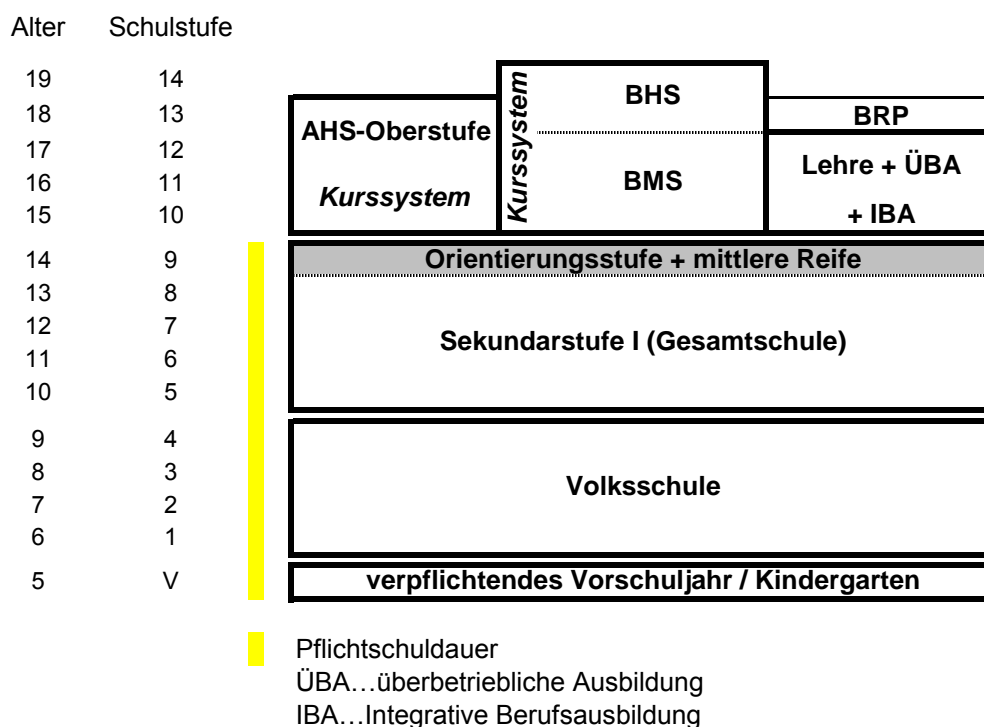 Alter Schulstufe
19 14
18 13
17 12
16 11
15 10
14 9
13 8
12 7
11 6
10 5
9 4
8 3
7 2
6 1
5 V
AHS-Oberstufe
Kurssystem
Kurssystem
BHS
BMS
BRP
Lehre + ÜBA
+ IBA
Orientierungsstufe + mittlere Reife
Sekundarstufe I (Gesamtschule)
Volksschule
verpflichtendes Vorschuljahr / Kindergarten
Pflichtschuldauer
ÜBA…überbetriebliche Ausbildung
IBA…Integrative Berufsausbildung